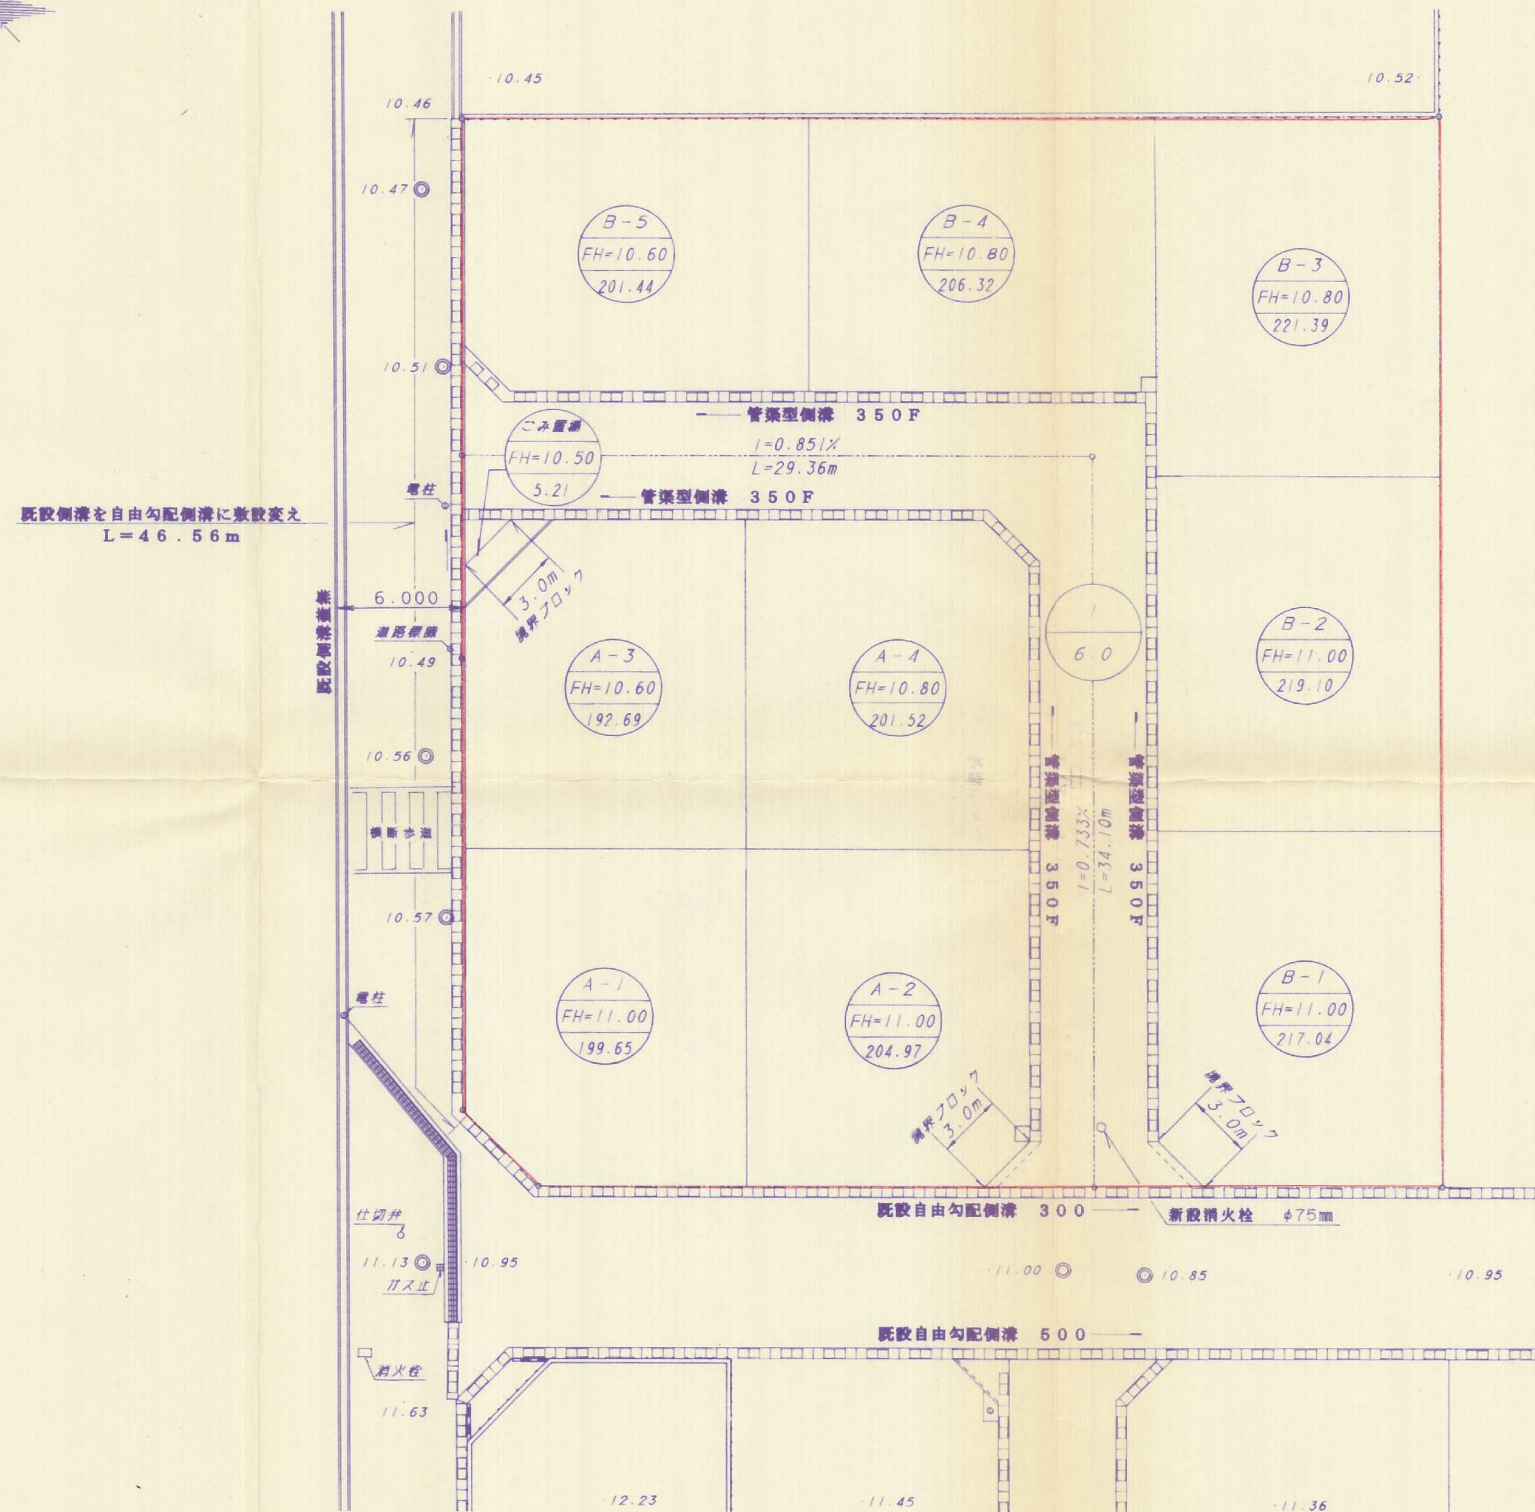 10.45
10.52
10.46
10.47
B-5
FH=10.60
201.44
B-4
FH=10.80
206.32
B-3
FH=10.80
221.39
10.51
管渠型側溝 350F
ごみ置場
FH=10.50
5.21
I=0.851%
L=29.36m
電柱
管渠型側溝 350F
既設側溝を自由勾配側溝に敷設変え
L=46.56m
3.0m
境界ブロック
6.000
既設側溝蓋無
道路標識
10.49
A-3
FH=10.60
192.69
A-4
FH=10.80
201.52
1
6.0
B-2
FH=11.00
219.10
10.56
横断歩道
管渠型側溝 350F
I=0.733%
L=34.10m
管渠型側溝 350F
10.57
電柱
A-1
FH=11.00
199.65
A-2
FH=11.00
204.97
B-1
FH=11.00
217.04
境界ブロック
3.0m
境界ブロック
3.0m
仕切弁
既設自由勾配側溝 300
新設消火栓 φ75㎜
11.13
10.95
ガス止
11.00
10.85
10.95
既設自由勾配側溝 500
消火栓
11.63
12.23
11.45
11.36